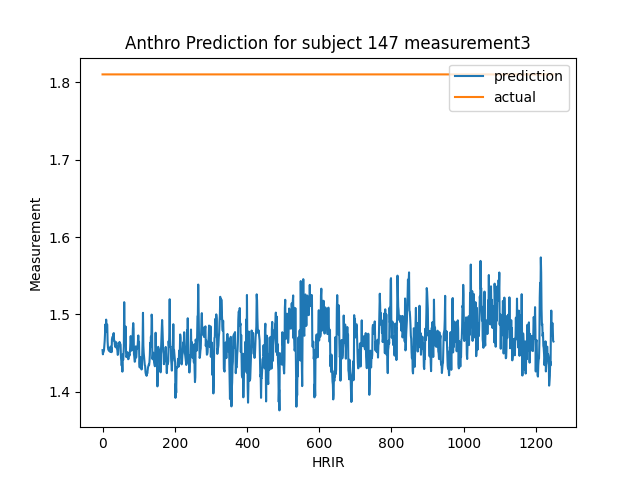 Anthro Prediction for subject 147 measurement3
prediction
actual
Measurement
1.8
1.7
1.6
1.5
1.4
0 200 400 600 800 1000 1200
HRIR